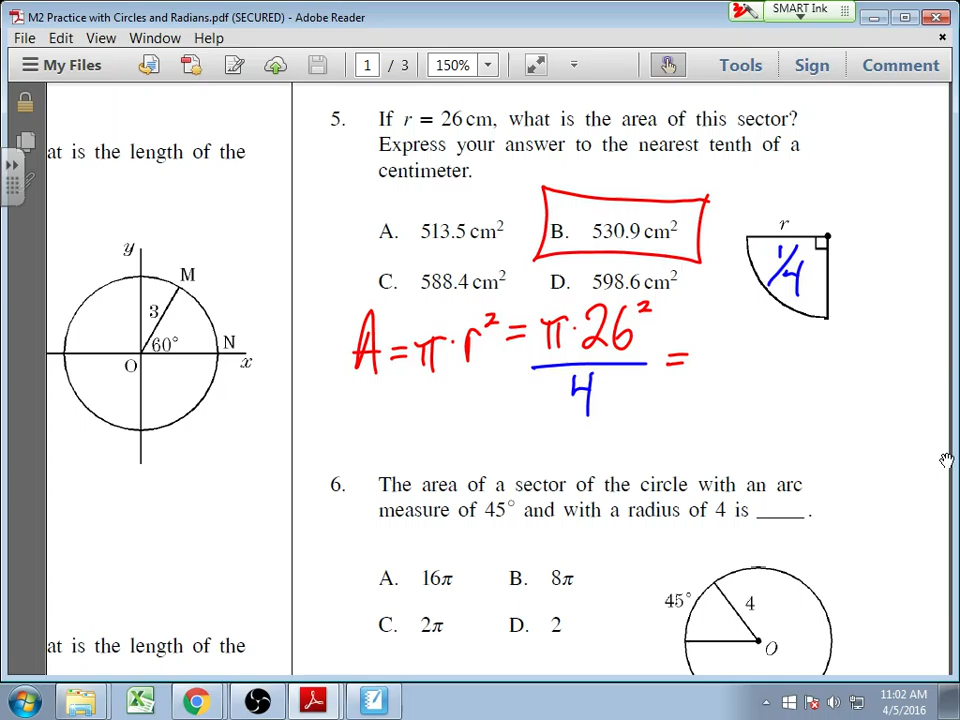 M2 Practice with Circles and Radians.pdf (SECURED) - Adobe Reader
SMART Ink
File Edit View Window Help
My Files
1 / 3
150%
Tools Sign Comment
at is the length of the
y
M
3
60°
N
O
x
at is the length of the
5. If r = 26 cm, what is the area of this sector?
Express your answer to the nearest tenth of a
centimeter.
A. 513.5 cm² B. 530.9 cm²
C. 588.4 cm² D. 598.6 cm²
r
1/4
A = π · r² = π · 26² / 4 =
6. The area of a sector of the circle with an arc
measure of 45° and with a radius of 4 is _____ .
A. 16π B. 8π
C. 2π D. 2
45°
4
O
11:02 AM
4/5/2016